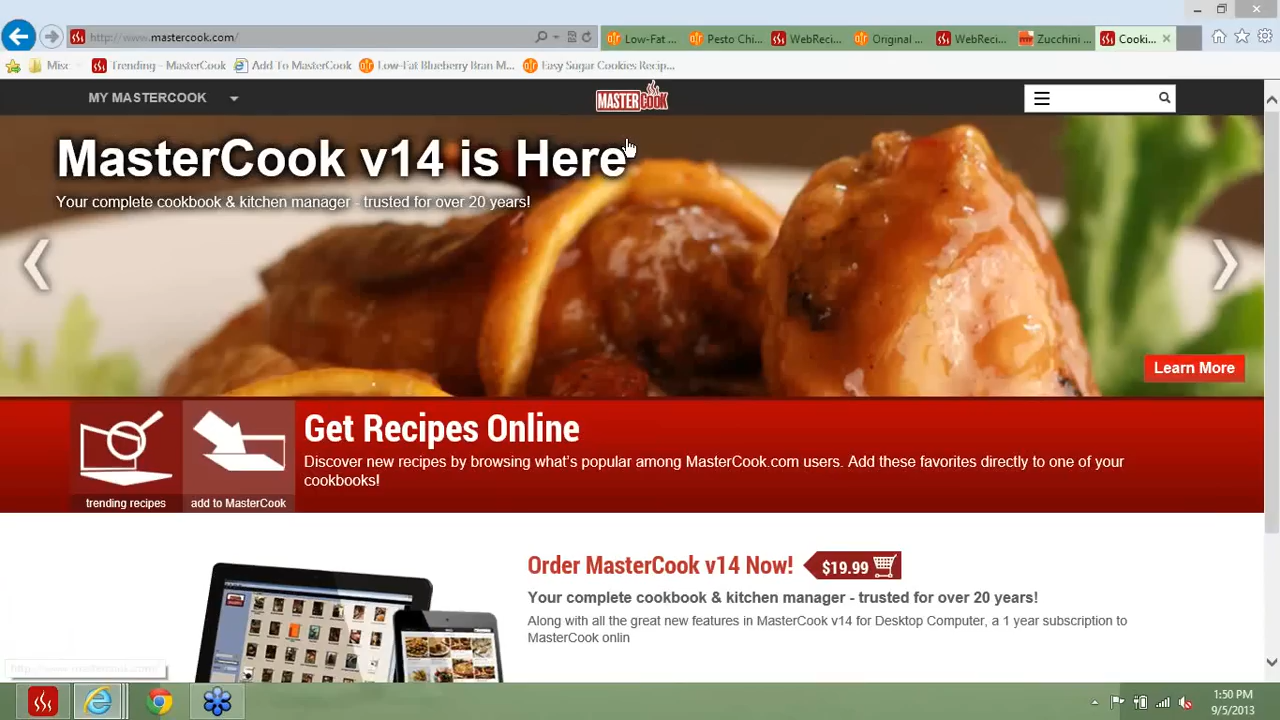 http://www.mastercook.com/
Low-Fat ...
Pesto Chi...
WebReci...
Original ...
WebReci...
Zucchini ...
Cooki...
Misc
Trending - MasterCook
Add To MasterCook
Low-Fat Blueberry Bran M...
Easy Sugar Cookies Recip...
MY MASTERCOOK
MASTERCOOK
MasterCook v14 is Here
Your complete cookbook & kitchen manager - trusted for over 20 years!
Learn More
trending recipes
add to MasterCook
Get Recipes Online
Discover new recipes by browsing what's popular among MasterCook.com users. Add these favorites directly to one of your
cookbooks!
Order MasterCook v14 Now!
$19.99
Your complete cookbook & kitchen manager - trusted for over 20 years!
Along with all the great new features in MasterCook v14 for Desktop Computer, a 1 year subscription to
MasterCook onlin
http://www.mastercook.com/
1:50 PM
9/5/2013